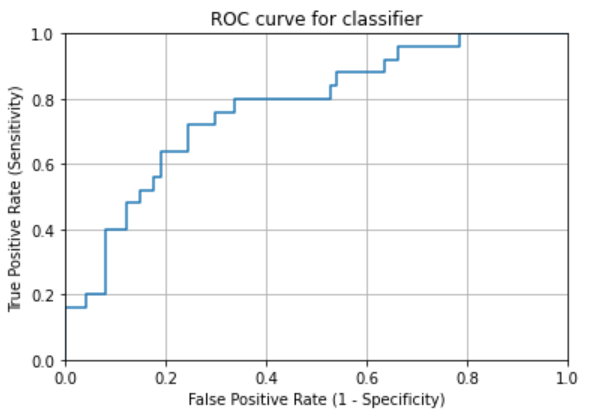 ROC curve for classifier
1.0
0.8
0.6
0.4
0.2
0.0
True Positive Rate (Sensitivity)
0.0 0.2 0.4 0.6 0.8 1.0
False Positive Rate (1 - Specificity)